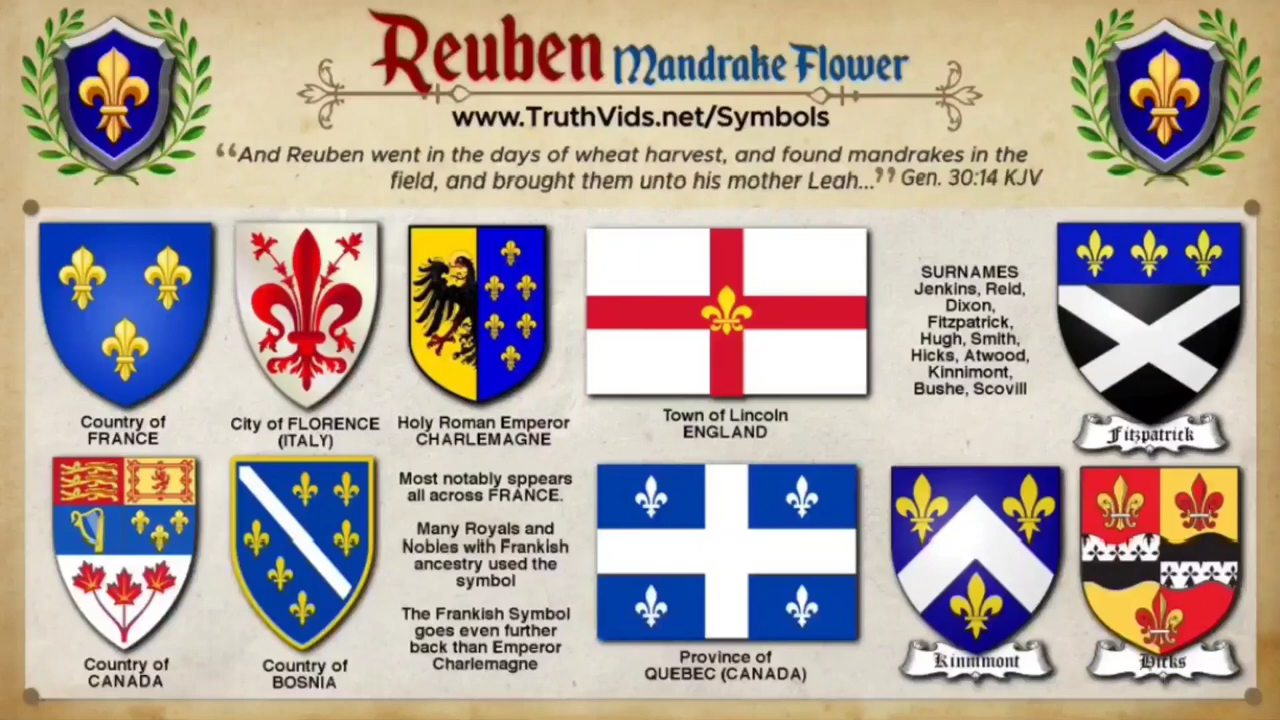 Reuben Mandrake Flower
www.TruthVids.net/Symbols
“And Reuben went in the days of wheat harvest, and found mandrakes in the
field, and brought them unto his mother Leah...” Gen. 30:14 KJV
Country of
FRANCE
City of FLORENCE
(ITALY)
Holy Roman Emperor
CHARLEMAGNE
Town of Lincoln
ENGLAND
SURNAMES
Jenkins, Reid,
Dixon,
Fitzpatrick,
Hugh, Smith,
Hicks, Atwood,
Kinnimont,
Bushe, Scovill
Fitzpatrick
Country of
CANADA
Country of
BOSNIA
Most notably sppears
all across FRANCE.
Many Royals and
Nobles with Frankish
ancestry used the
symbol
The Frankish Symbol
goes even further
back than Emperor
Charlemagne
Province of
QUEBEC (CANADA)
Kinnimont
Hicks